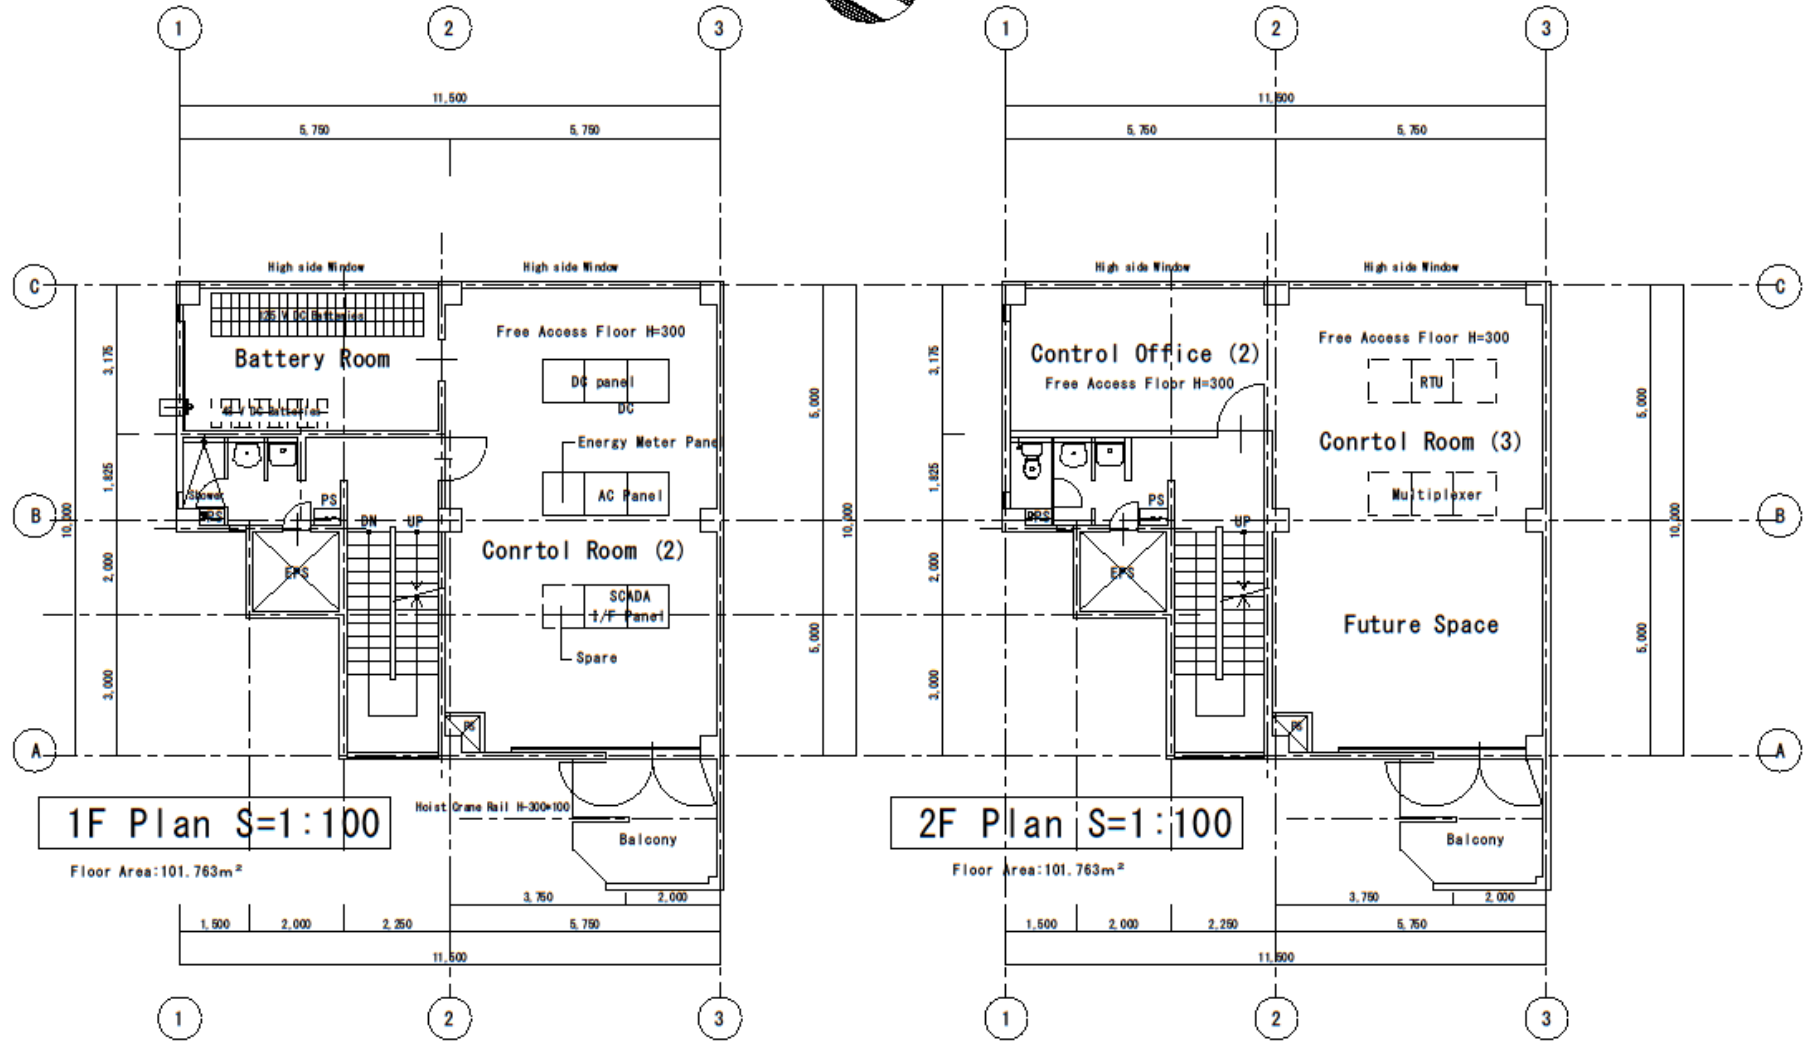 1
2
3
1
2
3
11,500
11,500
5,750
5,750
5,750
5,750
High side Window
High side Window
High side Window
High side Window
C
C
125 V DC Batteries
Free Access Floor H=300
Free Access Floor H=300
Battery Room
Control Office (2)
3,175
3,175
DC panel
Free Access Floor H=300
RTU
DC
5,000
5,000
48 V DC Batteries
Energy Meter Panel
Conrtol Room (3)
1,825
1,825
Shower
PS
AC Panel
PS
Multiplexer
B
10,000
DN
UP
10,000
UP
10,000
B
Conrtol Room (2)
2,000
EPS
2,000
EPS
SCADA
I/F Panel
Future Space
5,000
5,000
Spare
3,000
3,000
A
A
Hoist Crane Rail H-300*100
1F Plan S=1:100
2F Plan S=1:100
Balcony
Balcony
Floor Area:101.763m²
Floor Area:101.763m²
3,750
2,000
3,750
2,000
1,500
2,000
2,250
5,750
1,500
2,000
2,250
5,750
11,500
11,500
1
2
3
1
2
3